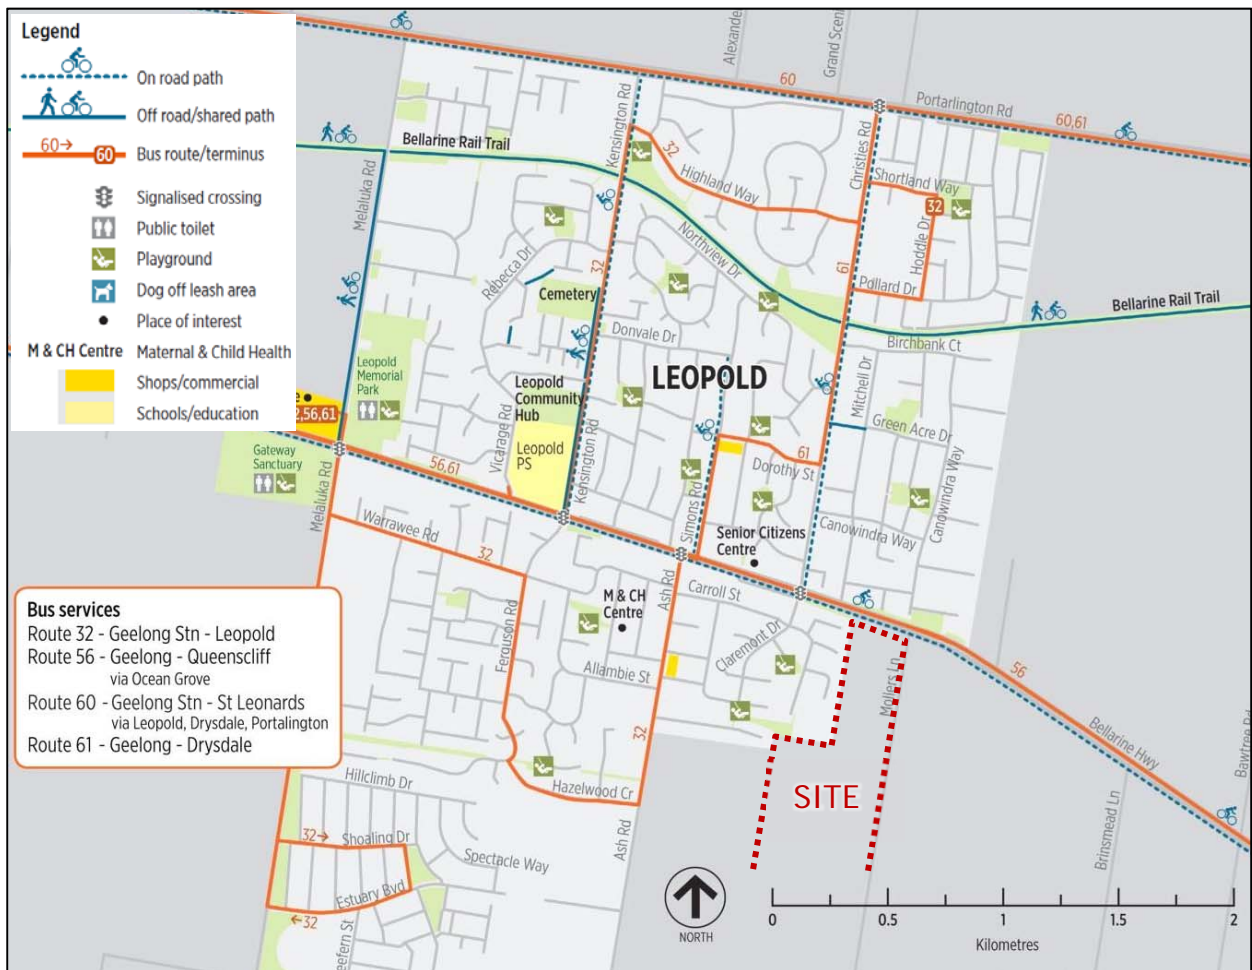 Legend
On road path
Off road/shared path
60→ 60 Bus route/terminus
Signalised crossing
Public toilet
Playground
Dog off leash area
Place of interest
M & CH Centre Maternal & Child Health
Shops/commercial
Schools/education
Bus services
Route 32 - Geelong Stn - Leopold
Route 56 - Geelong - Queenscliff
via Ocean Grove
Route 60 - Geelong Stn - St Leonards
via Leopold, Drysdale, Portalington
Route 61 - Geelong - Drysdale
60
Portarlington Rd
60,61
Grand Scen
Alexander
Bellarine Rail Trail
Kensington Rd
32
Highland Way
Christies Rd
Shortland Way
32
Hoddle Dr
Pollard Dr
61
Melaluka Rd
Rebecca Dr
Northview Dr
32
Cemetery
Donvale Dr
Bellarine Rail Trail
Birchbank Ct
LEOPOLD
Mitchell Dr
Leopold
Memorial
Park
Leopold
Community
Hub
Green Acre Dr
2,56,61
Vicarage Rd
Leopold
PS
Kensington Rd
61
Dorothy St
Canowindra Way
Gateway
Sanctuary
56,61
Simons Rd
Canowindra Way
Melaluka Rd
Warrawee Rd
32
Senior Citizens
Centre
Carroll St
Ash Rd
M & CH
Centre
Ferguson Rd
Claremont Dr
Allambie St
Mollers Ln
56
Bellarine Hwy
Bawtree Rd
32
Hillclimb Dr
Hazelwood Cr
SITE
Ash Rd
Brinsmead Ln
32→
Shoaling Dr
Spectacle Way
Estuary Bvd
←32
eefern St
NORTH
0 0.5 1 1.5 2
Kilometres